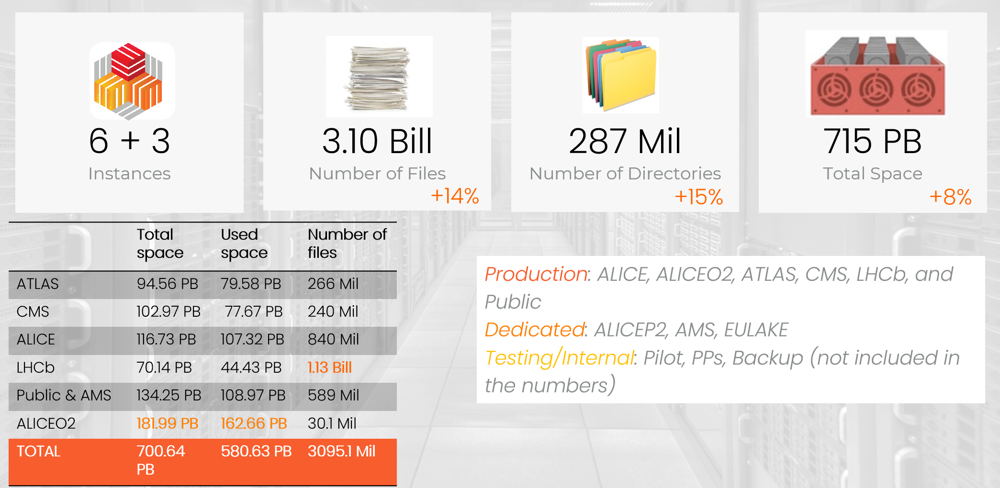 6 + 3
Instances
3.10 Bill
Number of Files
+14%
287 Mil
Number of Directories
+15%
715 PB
Total Space
+8%
Total space Used space Number of files
ATLAS 94.56 PB 79.58 PB 266 Mil
CMS 102.97 PB 77.67 PB 240 Mil
ALICE 116.73 PB 107.32 PB 840 Mil
LHCb 70.14 PB 44.43 PB 1.13 Bill
Public & AMS 134.25 PB 108.97 PB 589 Mil
ALICEO2 181.99 PB 162.66 PB 30.1 Mil
TOTAL 700.64 PB 580.63 PB 3095.1 Mil
Production: ALICE, ALICEO2, ATLAS, CMS, LHCb, and
Public
Dedicated: ALICEP2, AMS, EULAKE
Testing/Internal: Pilot, PPs, Backup (not included in
the numbers)